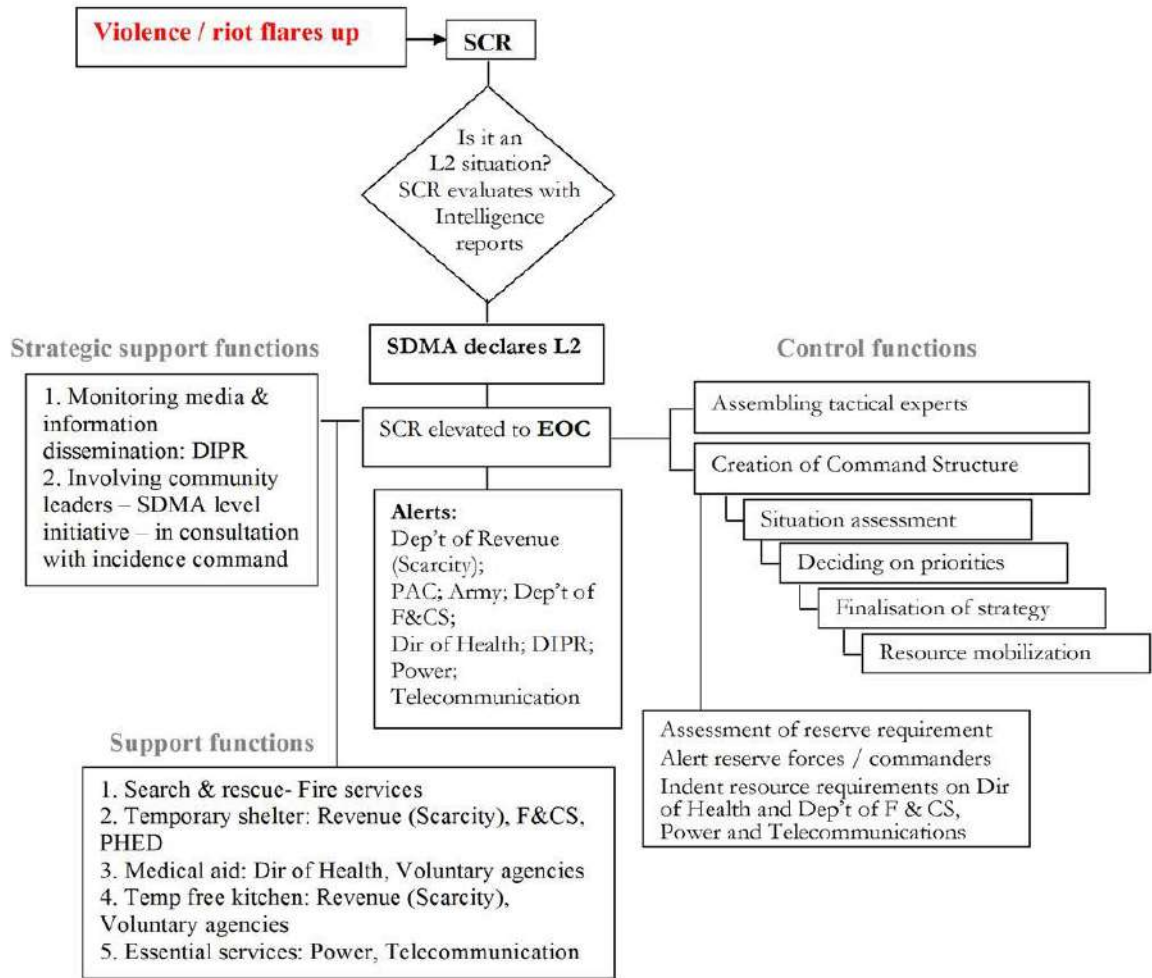 Violence / riot flares up
SCR
Is it an
L2 situation?
SCR evaluates with
Intelligence
reports
SDMA declares L2
Strategic support functions
1. Monitoring media &
information
dissemination: DIPR
2. Involving community
leaders – SDMA level
initiative – in consultation
with incidence command
SCR elevated to EOC
Control functions
Assembling tactical experts
Creation of Command Structure
Situation assessment
Deciding on priorities
Finalisation of strategy
Resource mobilization
Alerts:
Dep't of Revenue
(Scarcity);
PAC; Army; Dep't of
F&CS;
Dir of Health; DIPR;
Power;
Telecommunication
Assessment of reserve requirement
Alert reserve forces / commanders
Indent resource requirements on Dir
of Health and Dep't of F & CS,
Power and Telecommunications
Support functions
1. Search & rescue- Fire services
2. Temporary shelter: Revenue (Scarcity), F&CS,
PHED
3. Medical aid: Dir of Health, Voluntary agencies
4. Temp free kitchen: Revenue (Scarcity),
Voluntary agencies
5. Essential services: Power, Telecommunication